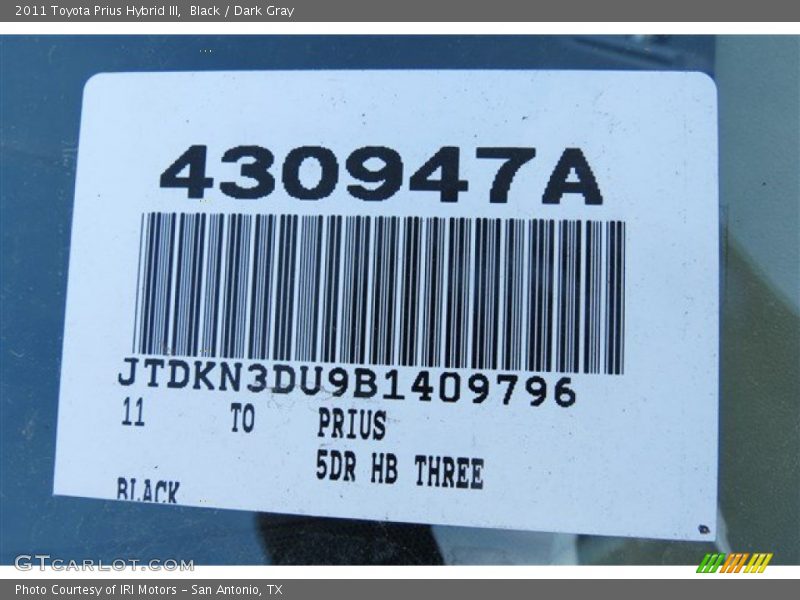 2011 Toyota Prius Hybrid III, Black / Dark Gray
430947A
JTDKN3DU9B1409796
11 TO PRIUS
5DR HB THREE
BLACK
GTCARLOT.COM
Photo Courtesy of IRI Motors – San Antonio, TX